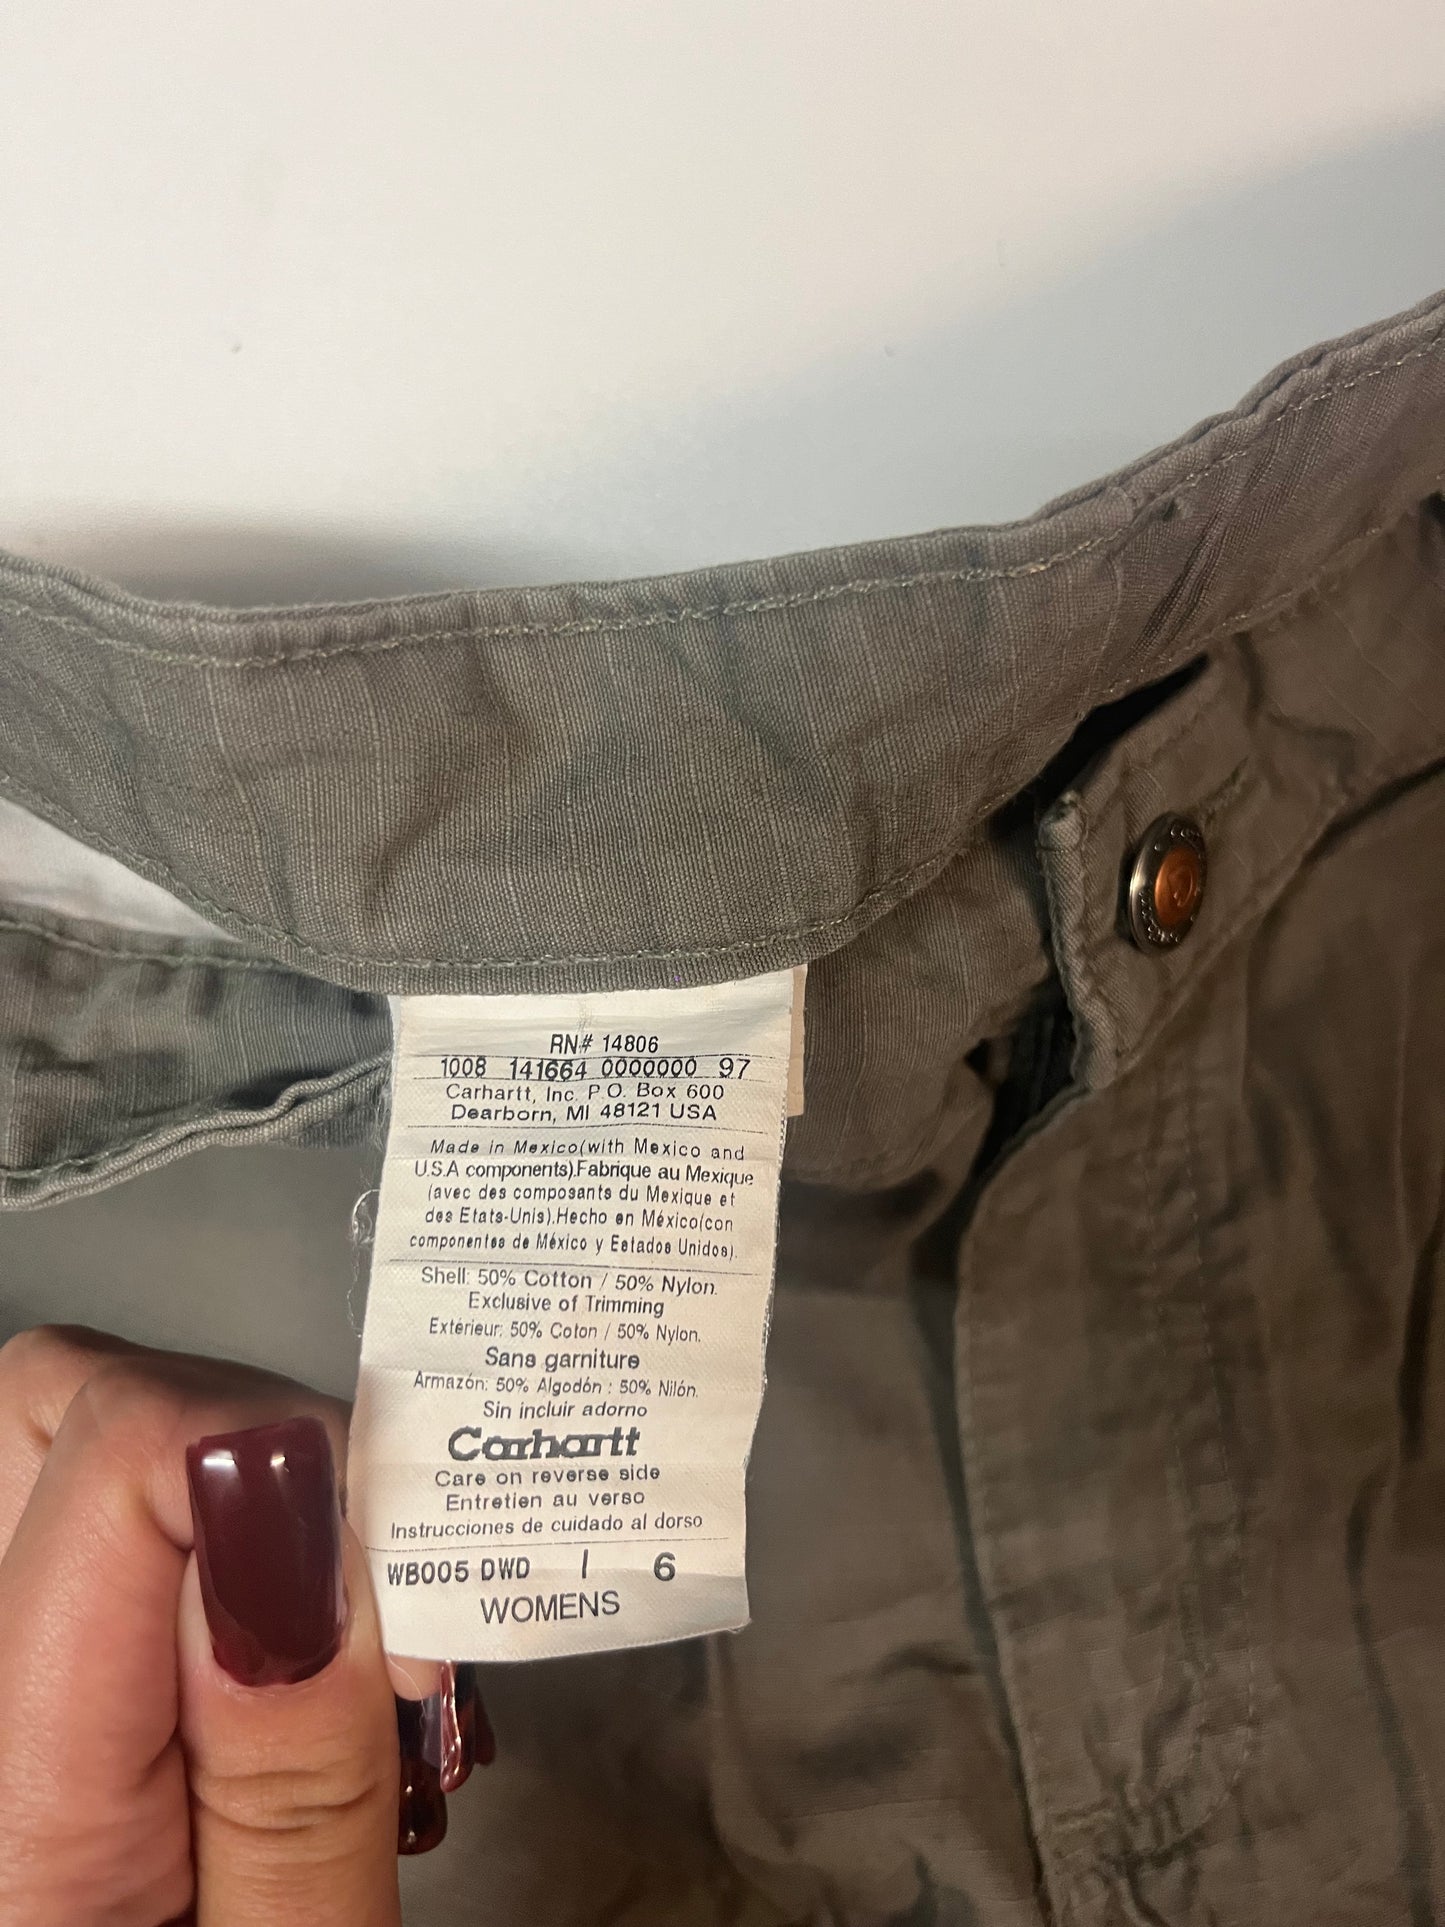 RN# 14806
1008 141664 0000000 97
Carhartt, Inc. P.O. Box 600
Dearborn, MI 48121 USA
Made in Mexico(with Mexico and
U.S.A components).Fabrique au Mexique
(avec des composants du Mexique et
des Etats-Unis).Hecho en México(con
componentes de México y Estados Unidos).
Shell: 50% Cotton / 50% Nylon.
Exclusive of Trimming
Extérieur: 50% Coton / 50% Nylon.
Sans garniture
Armazón: 50% Algodón : 50% Nilón.
Sin incluir adorno
Carhartt
Care on reverse side
Entretien au verso
Instrucciones de cuidado al dorso
WB005 DWD | 6
WOMENS